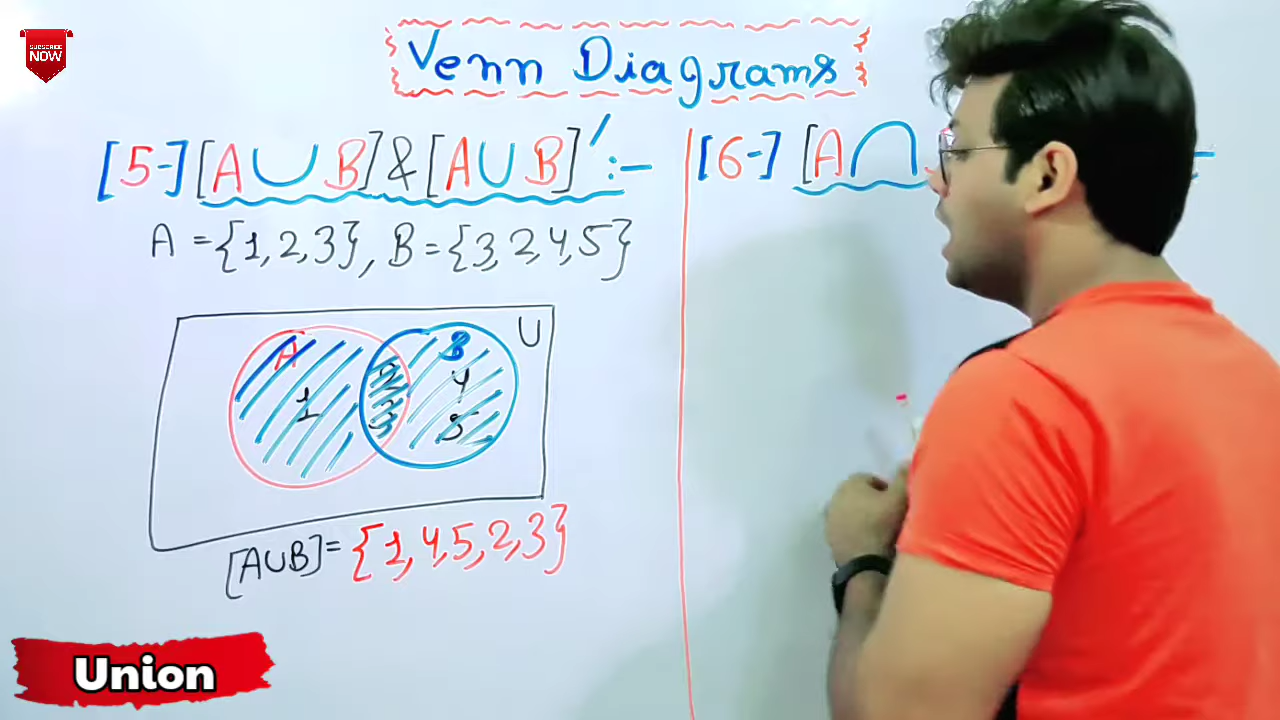 SUBSCRIBE
NOW
Venn Diagrams
[5-] [A∪B] & [A∪B]′ :-
A = {1,2,3}, B = {3,2,4,5}
U
A
B
1
2
3
4
5
[A∪B] = {1,4,5,2,3}
[6-] [A∩
Union